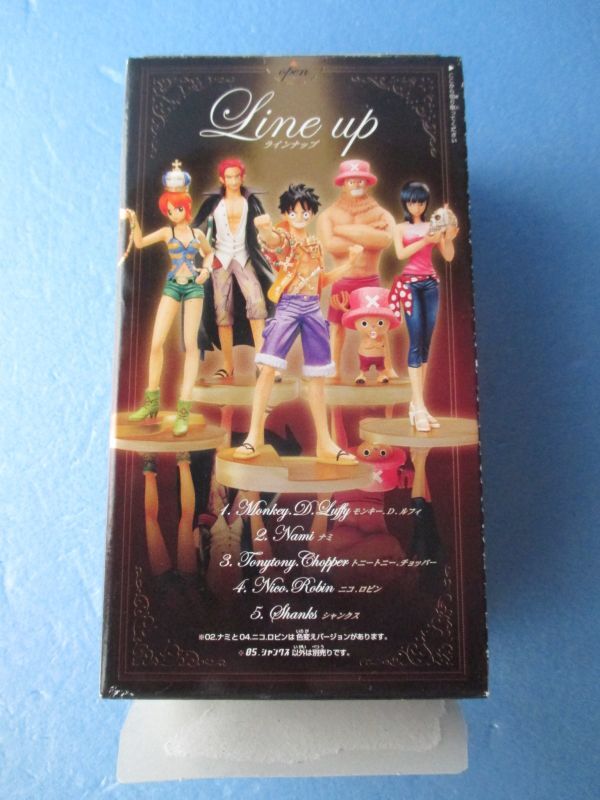 open
Line up
ラインナップ
1. Monkey.D.Luffy モンキー.D.ルフィ
2. Nami ナミ
3. Tonytony.Chopper トニートニー.チョッパー
4. Nico.Robin ニコ.ロビン
5. Shanks シャンクス
※02.ナミと04.ニコ.ロビンは色変えバージョンがあります。
※05.シャンクス以外は別売りです。